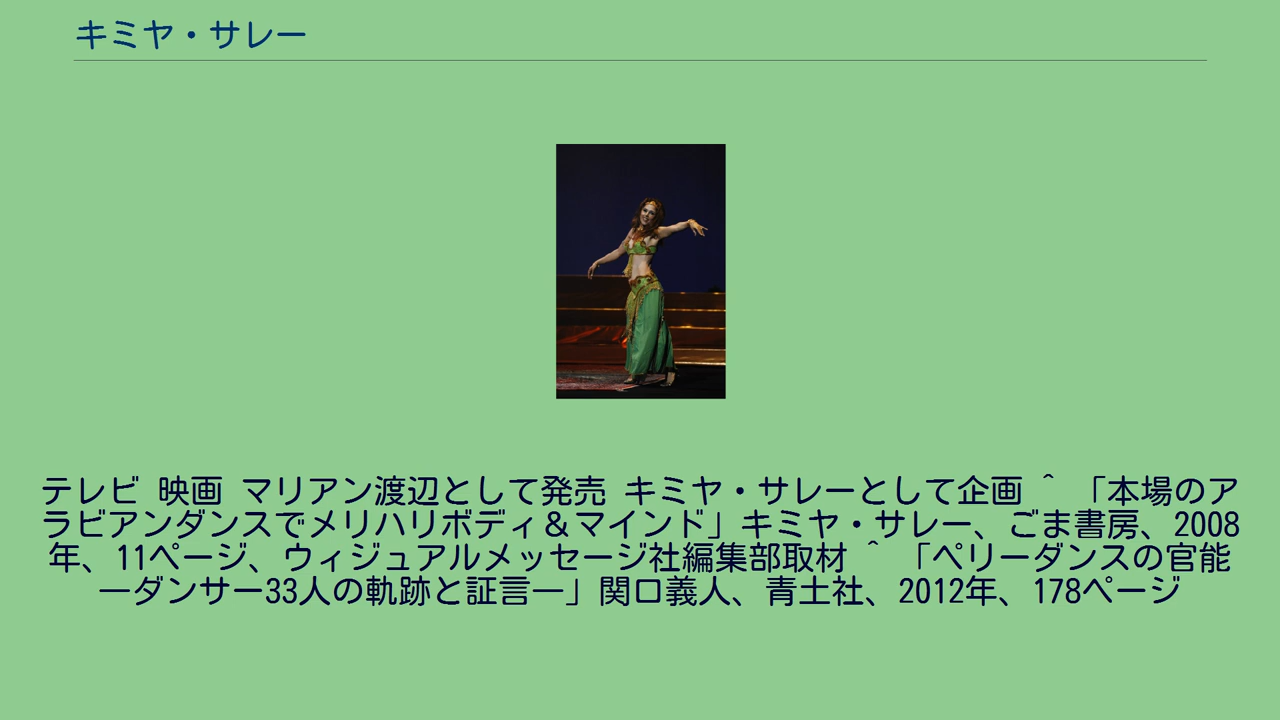 キミヤ・サレー
テレビ 映画 マリアン渡辺として発売 キミヤ・サレーとして企画 ^ 「本場のア
ラビアンダンスでメリハリボディ＆マインド」キミヤ・サレー、ごま書房、2008
年、11ページ、ウィジュアルメッセージ社編集部取材 ^ 「ペリーダンスの官能
―ダンサー33人の軌跡と証言―」関口義人、青土社、2012年、178ページ